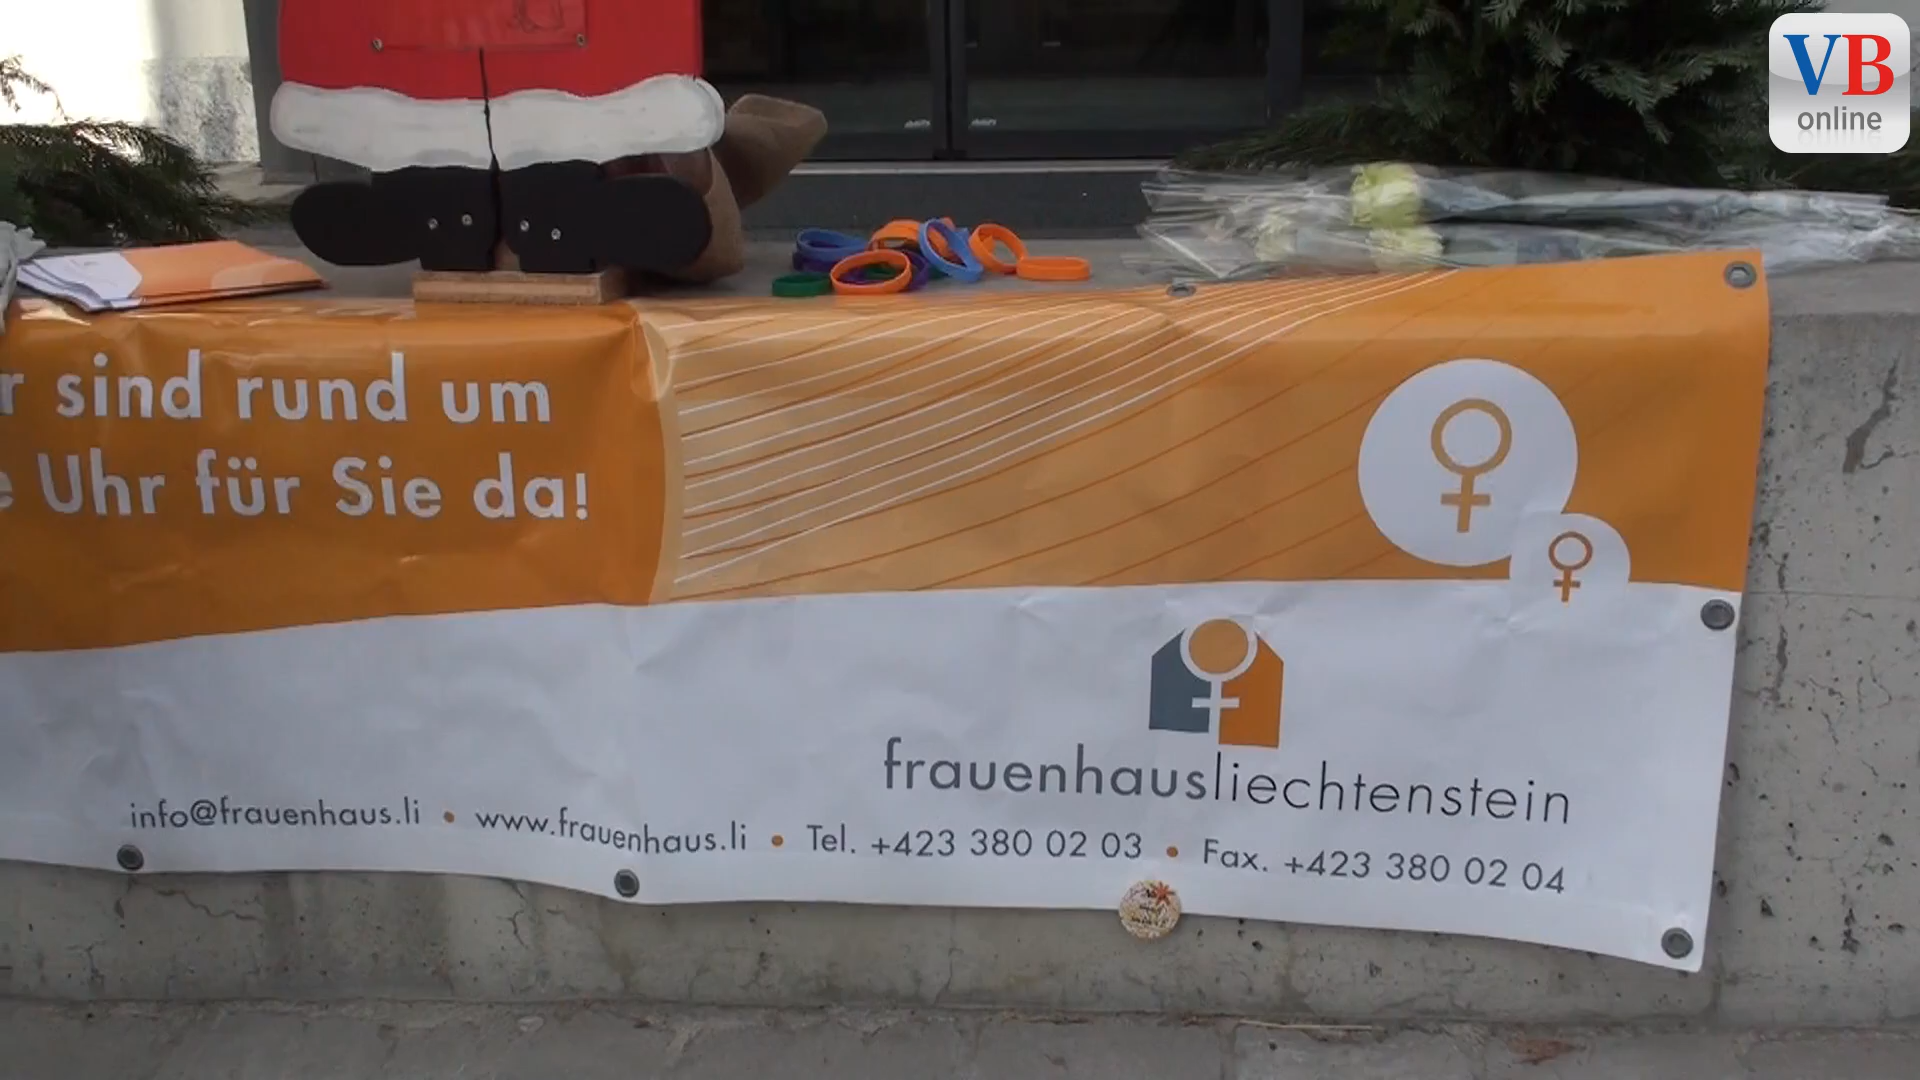 VB
online
r sind rund um
e Uhr für Sie da!
frauenhausliechtenstein
info@frauenhaus.li • www.frauenhaus.li • Tel. +423 380 02 03 • Fax. +423 380 02 04